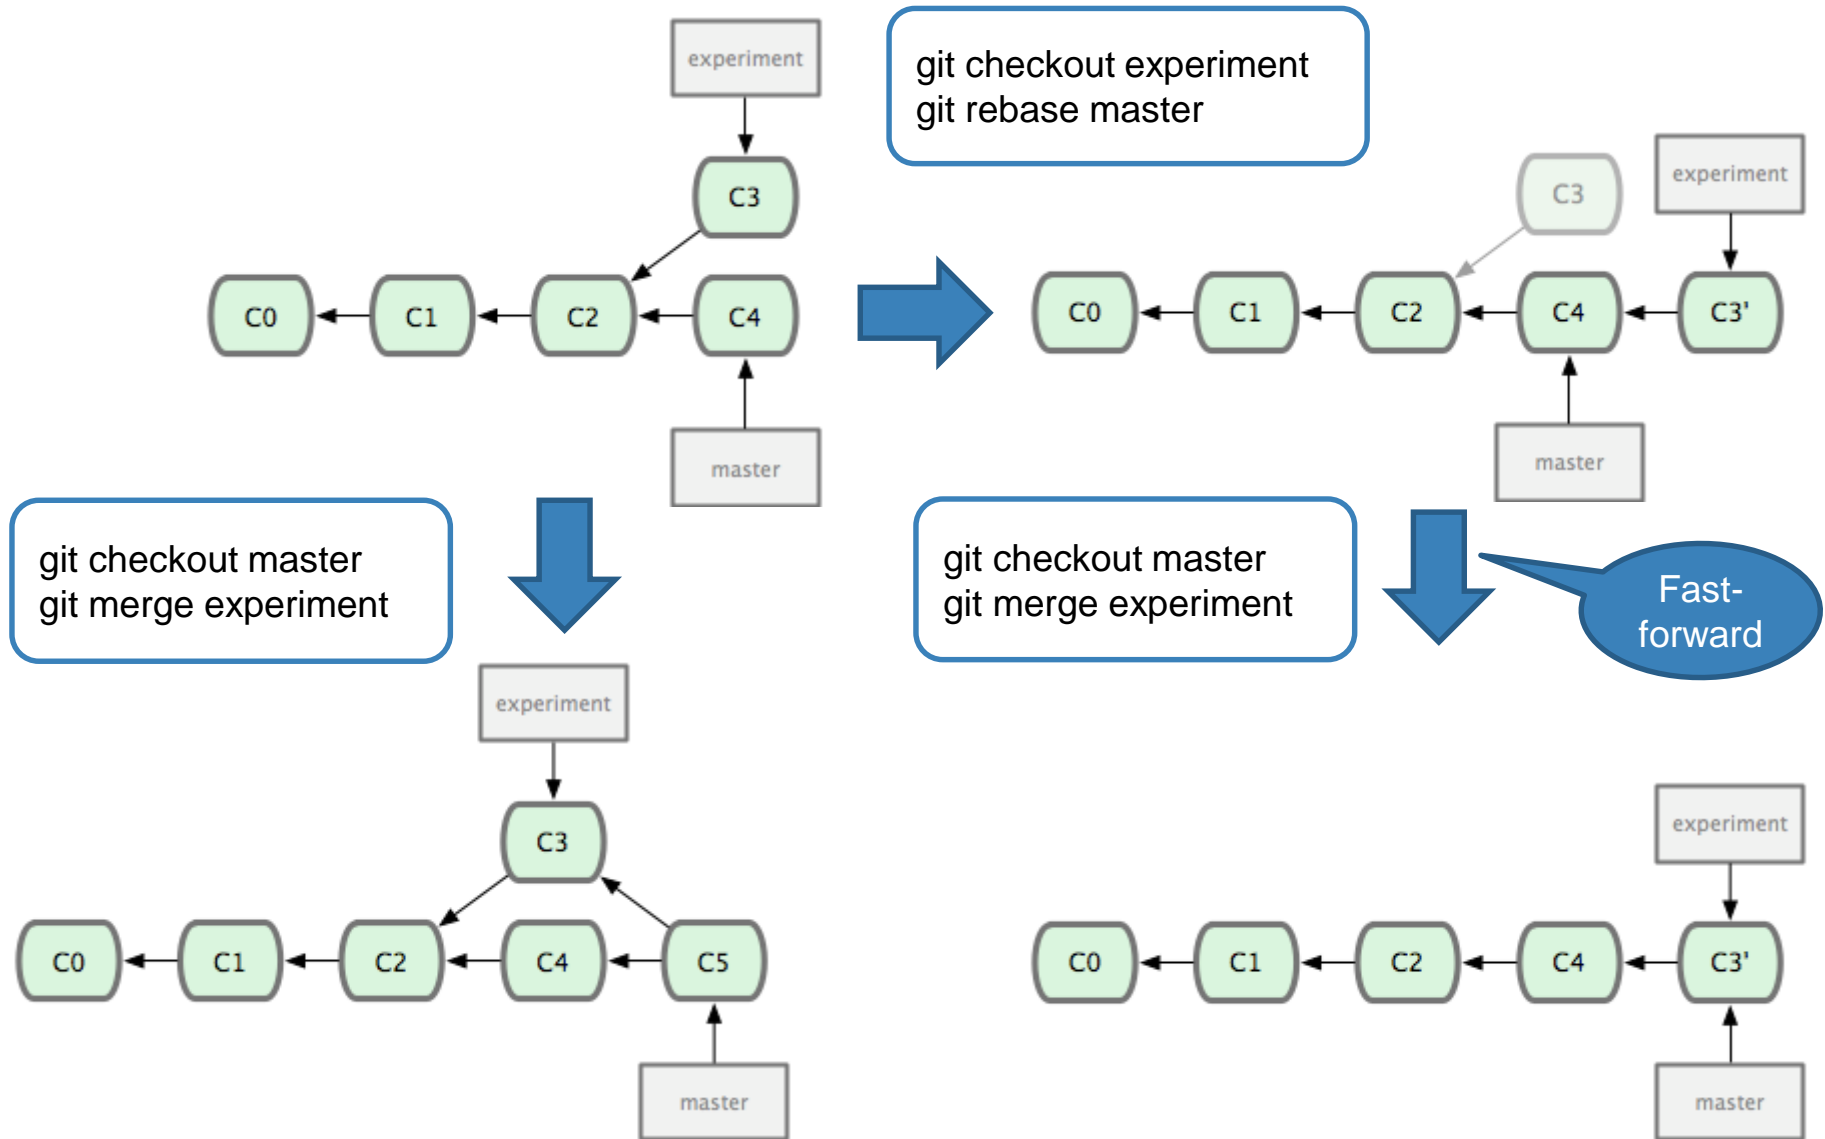 experiment
C3
C0
C1
C2
C4
master
git checkout experiment
git rebase master
experiment
C3
C0
C1
C2
C4
C3'
master
git checkout master
git merge experiment
experiment
C3
C0
C1
C2
C4
C5
master
git checkout master
git merge experiment
Fast-
forward
experiment
C0
C1
C2
C4
C3'
master